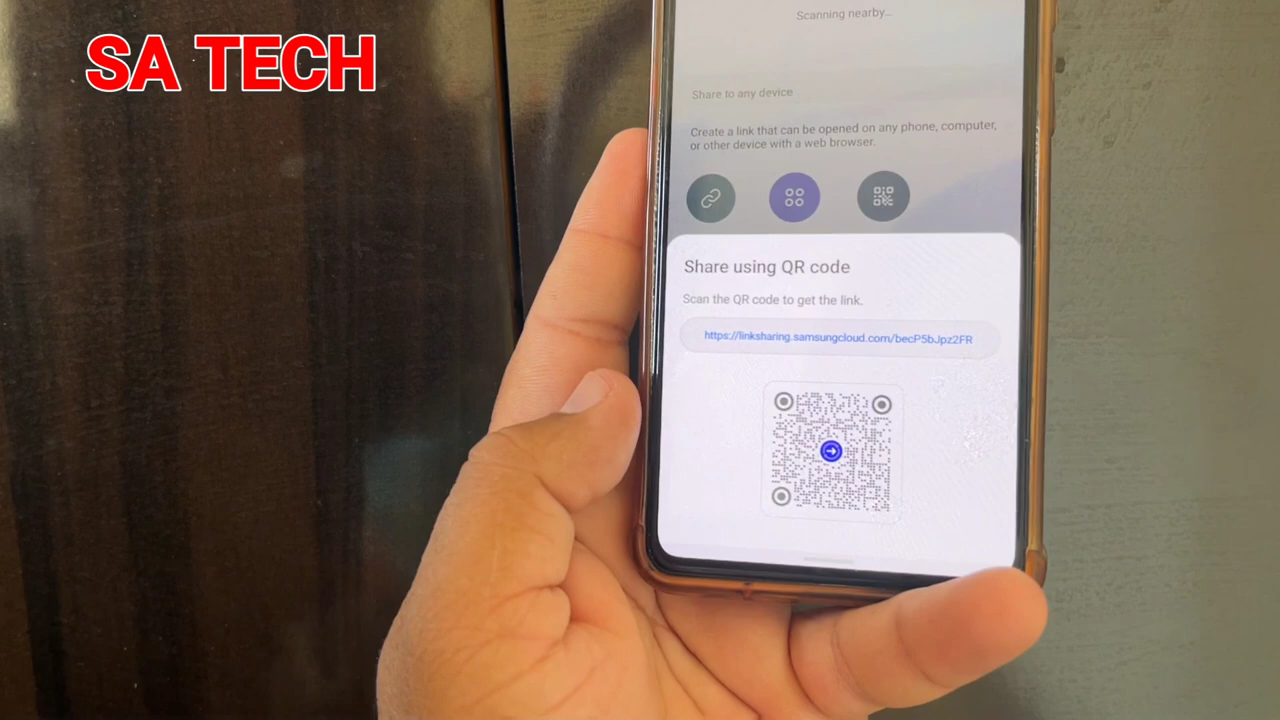 SA TECH
Scanning nearby...
Share to any device
Create a link that can be opened on any phone, computer,
or other device with a web browser.
Share using QR code
Scan the QR code to get the link.
https://linksharing.samsungcloud.com/becP5bJpz2FR